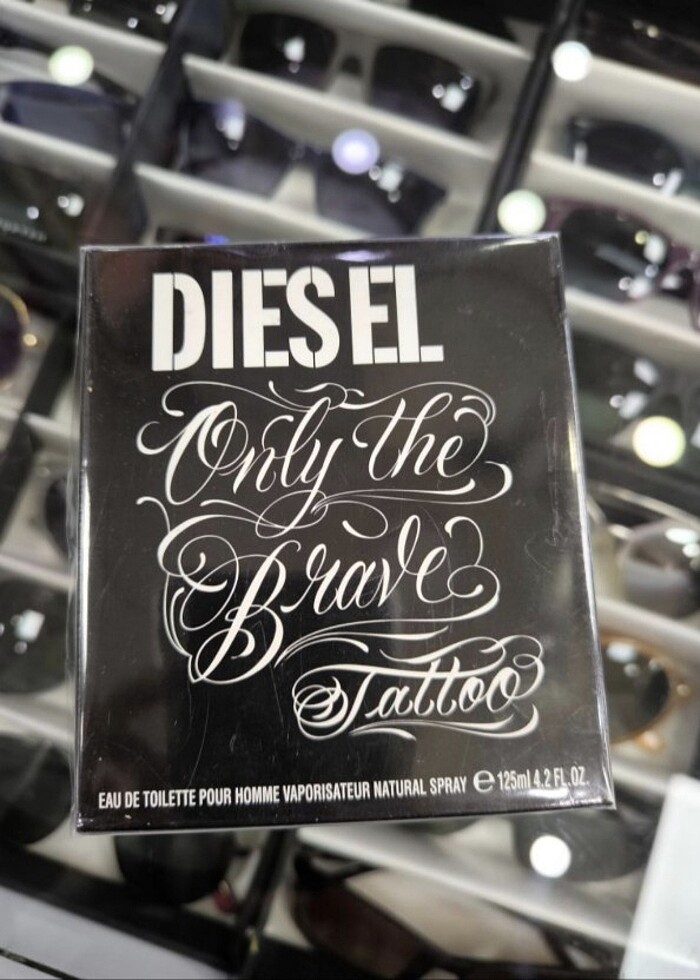 DIESEL
Only the
Brave
Tattoo
EAU DE TOILETTE POUR HOMME VAPORISATEUR NATURAL SPRAY ℮ 125ml 4.2 FL.OZ.